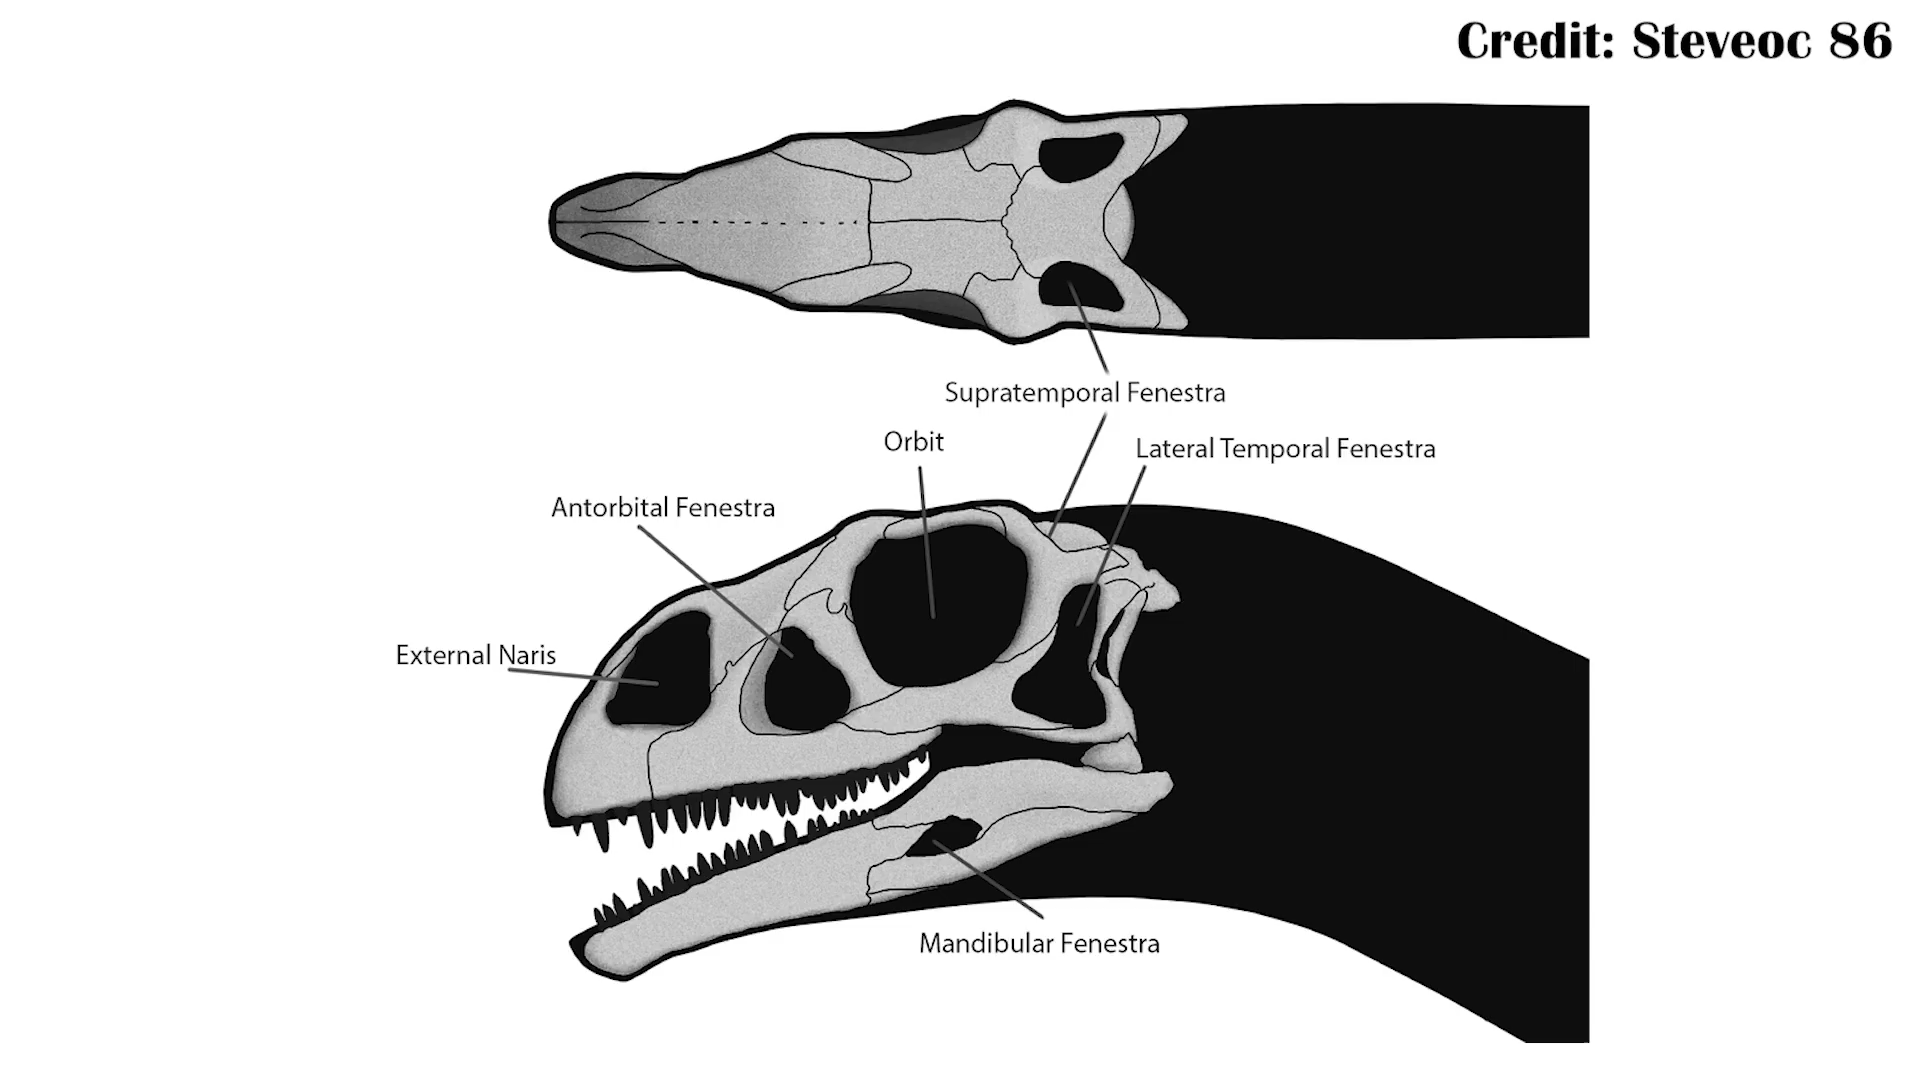 Credit: Steveoc 86
Supratemporal Fenestra
Orbit
Lateral Temporal Fenestra
Antorbital Fenestra
External Naris
Mandibular Fenestra